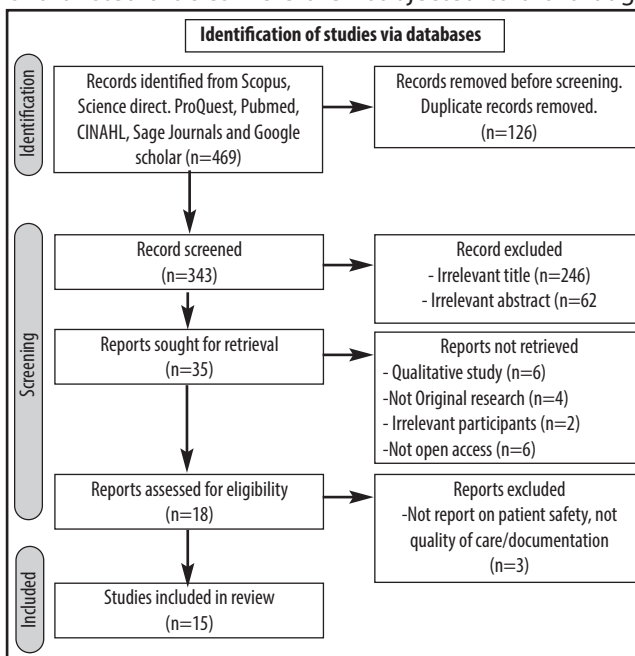 Identification of studies via databases
Identification
Records identified from Scopus,
Science direct. ProQuest, Pubmed,
CINAHL, Sage Journals and Google
scholar (n=469)
Records removed before screening.
Duplicate records removed.
(n=126)
Screening
Record screened
(n=343)
Record excluded
- Irrelevant title (n=246)
- Irrelevant abstract (n=62
Reports sought for retrieval
(n=35)
Reports not retrieved
- Qualitative study (n=6)
-Not Original research (n=4)
- Irrelevant participants (n=2)
-Not open access (n=6)
Reports assessed for eligibility
(n=18)
Reports excluded
-Not report on patient safety, not
quality of care/documentation
(n=3)
Included
Studies included in review
(n=15)